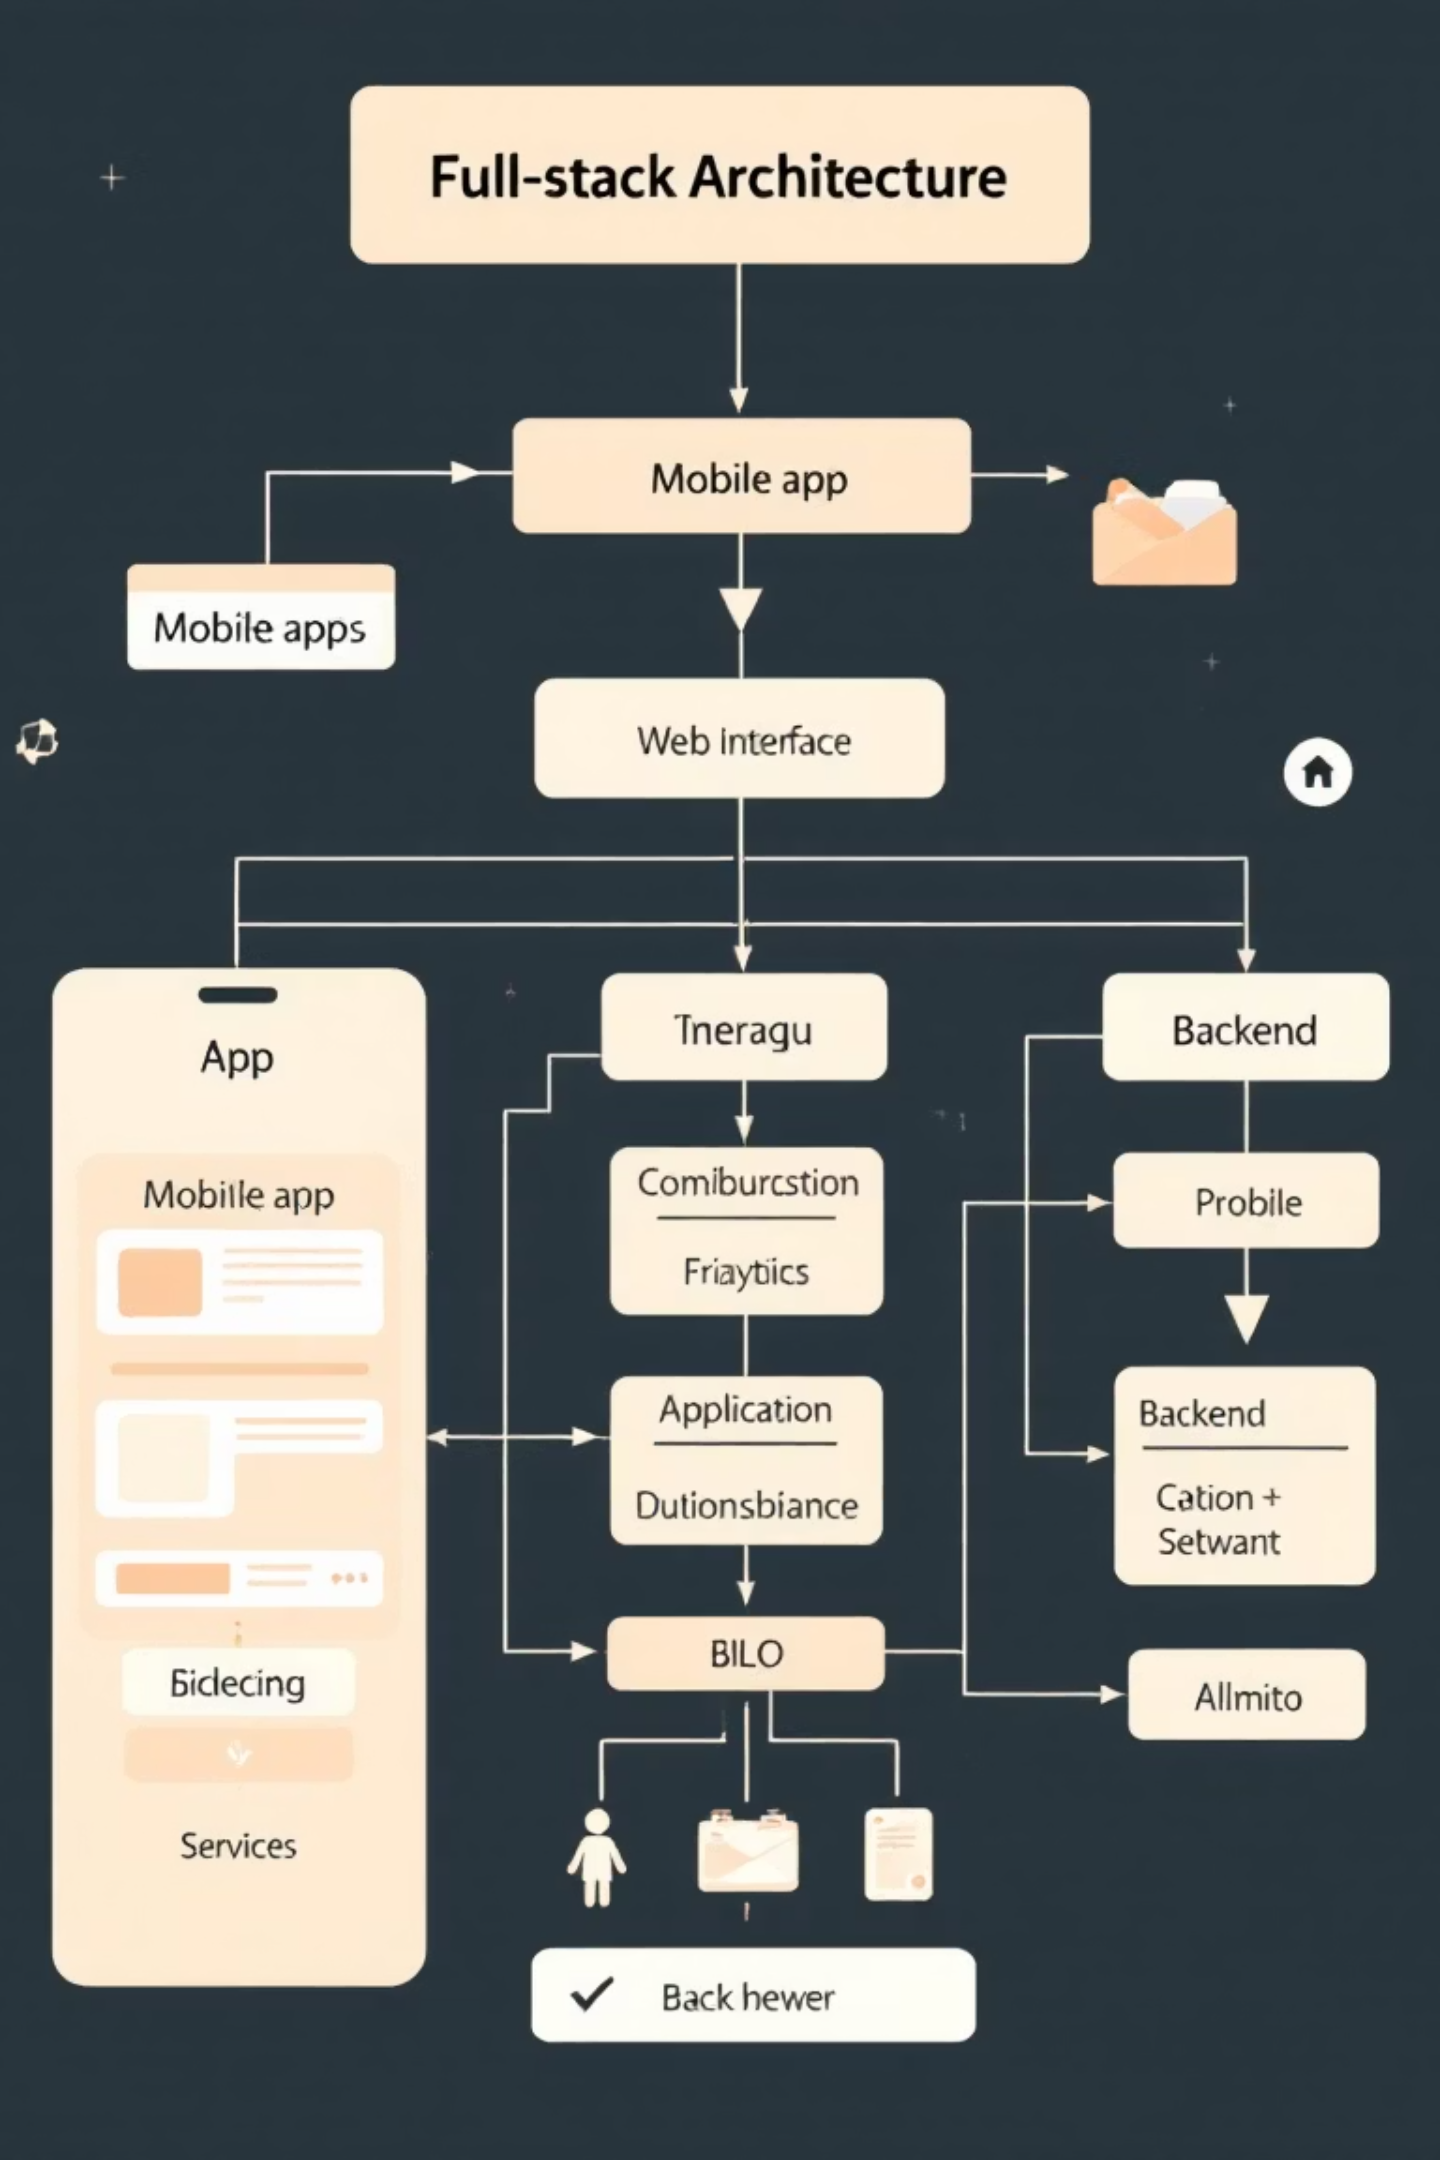 Full-stack Architecture
Mobile app
Mobile apps
Web interface
App
Mobille app
Bidecing
Services
Tneragu
Comiburcstion
Friaytiics
Application
Dutionsbiance
BILO
Back hewer
Backend
Probile
Backend
Cation +
Setwant
Allmito